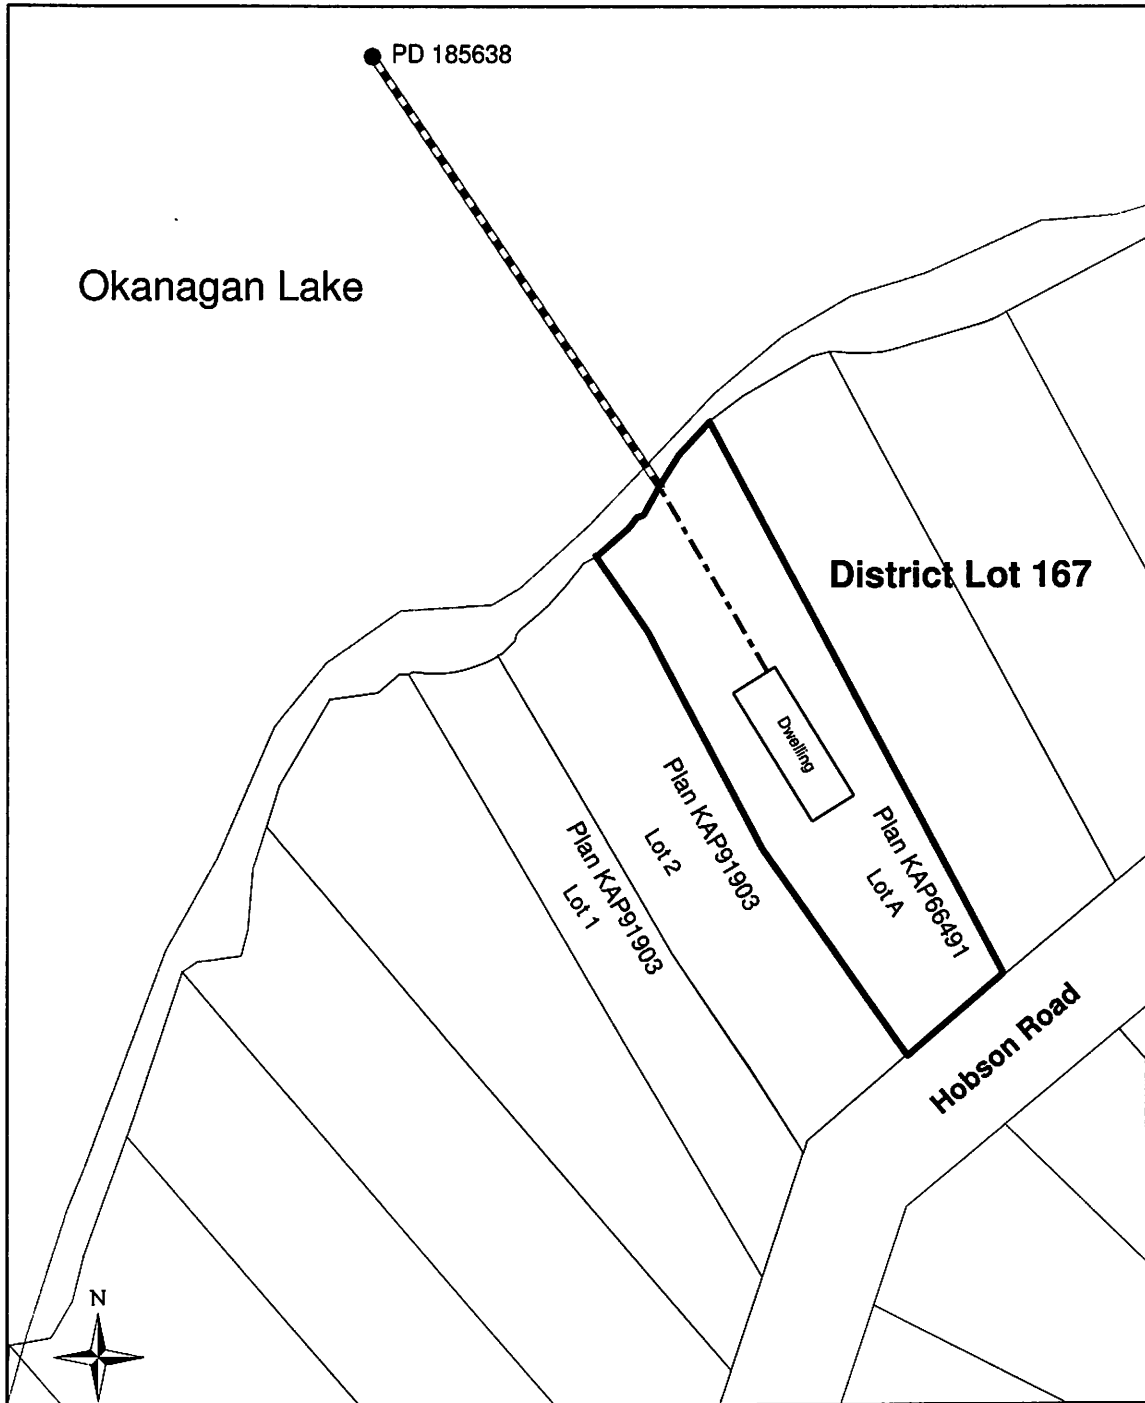 PD 185638
Okanagan Lake
District Lot 167
Dwelling
Plan KAP91903
Lot 2
Plan KAP91903
Lot 1
Plan KAP66491
Lot A
Hobson Road
N